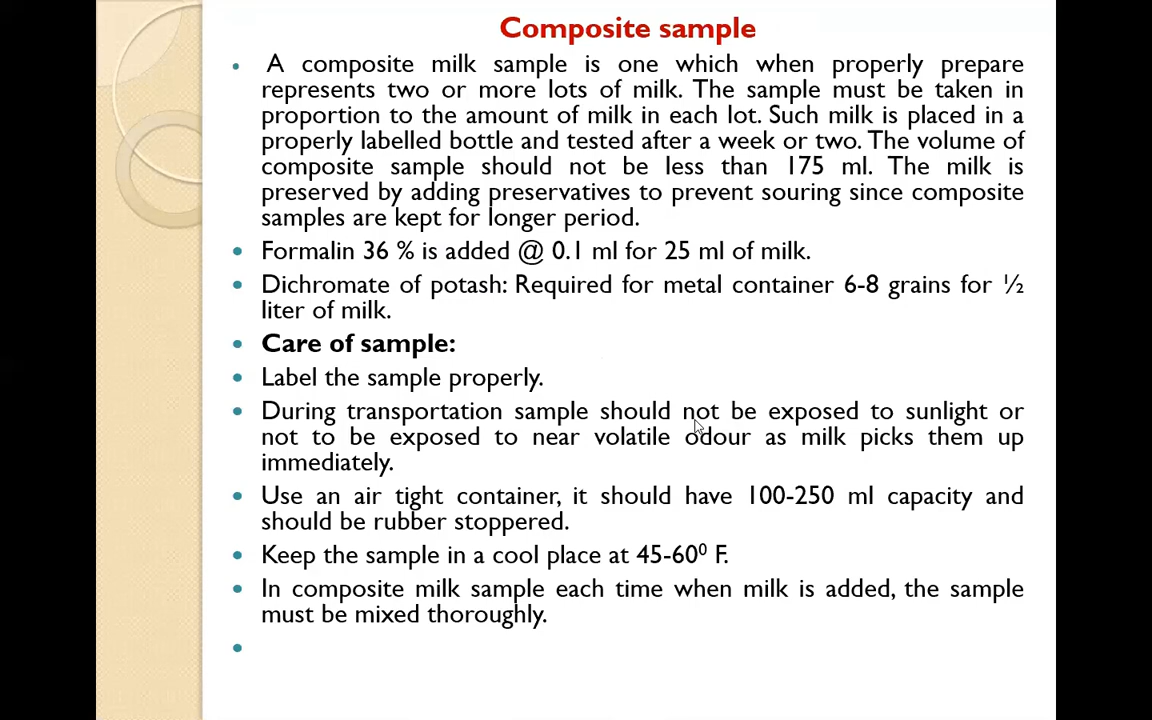 Composite sample
• A composite milk sample is one which when properly prepare
represents two or more lots of milk. The sample must be taken in
proportion to the amount of milk in each lot. Such milk is placed in a
properly labelled bottle and tested after a week or two. The volume of
composite sample should not be less than 175 ml. The milk is
preserved by adding preservatives to prevent souring since composite
samples are kept for longer period.
• Formalin 36 % is added @ 0.1 ml for 25 ml of milk.
• Dichromate of potash: Required for metal container 6-8 grains for ½
liter of milk.
• Care of sample:
• Label the sample properly.
• During transportation sample should not be exposed to sunlight or
not to be exposed to near volatile odour as milk picks them up
immediately.
• Use an air tight container, it should have 100-250 ml capacity and
should be rubber stoppered.
• Keep the sample in a cool place at 45-60⁰ F.
• In composite milk sample each time when milk is added, the sample
must be mixed thoroughly.
•